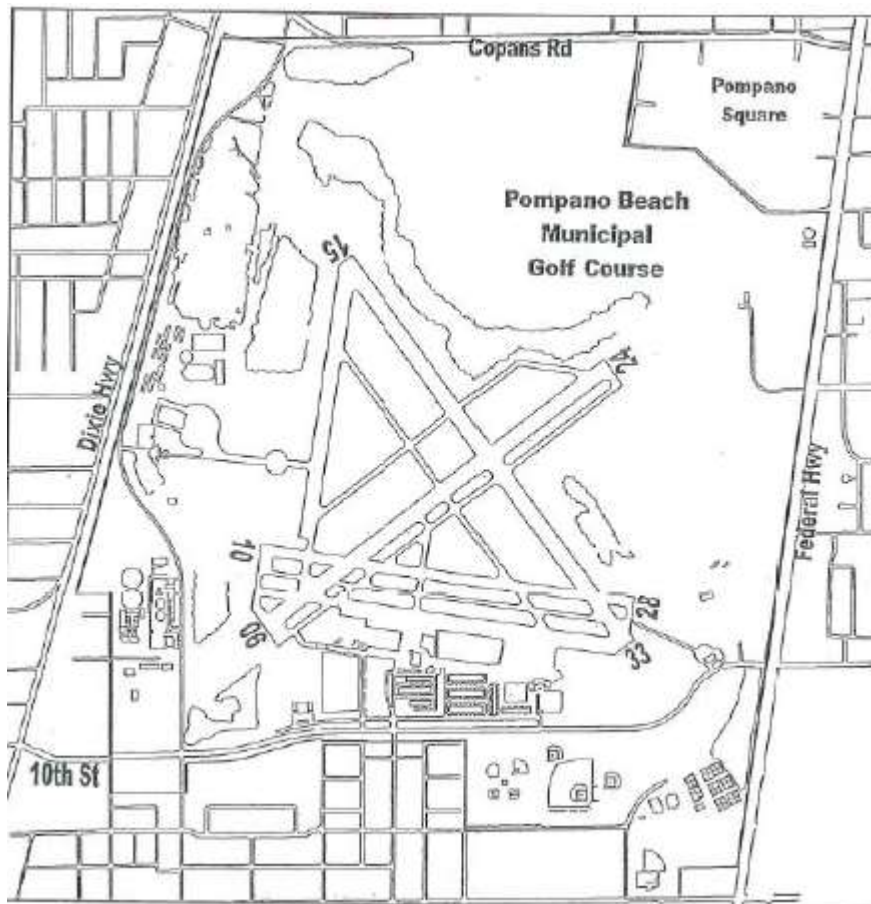 Copans Rd
Pompano
Square
Pompano Beach
Municipal
Golf Course
15
24
Dixie Hwy
Federal Hwy
10
28
06
33
10th St